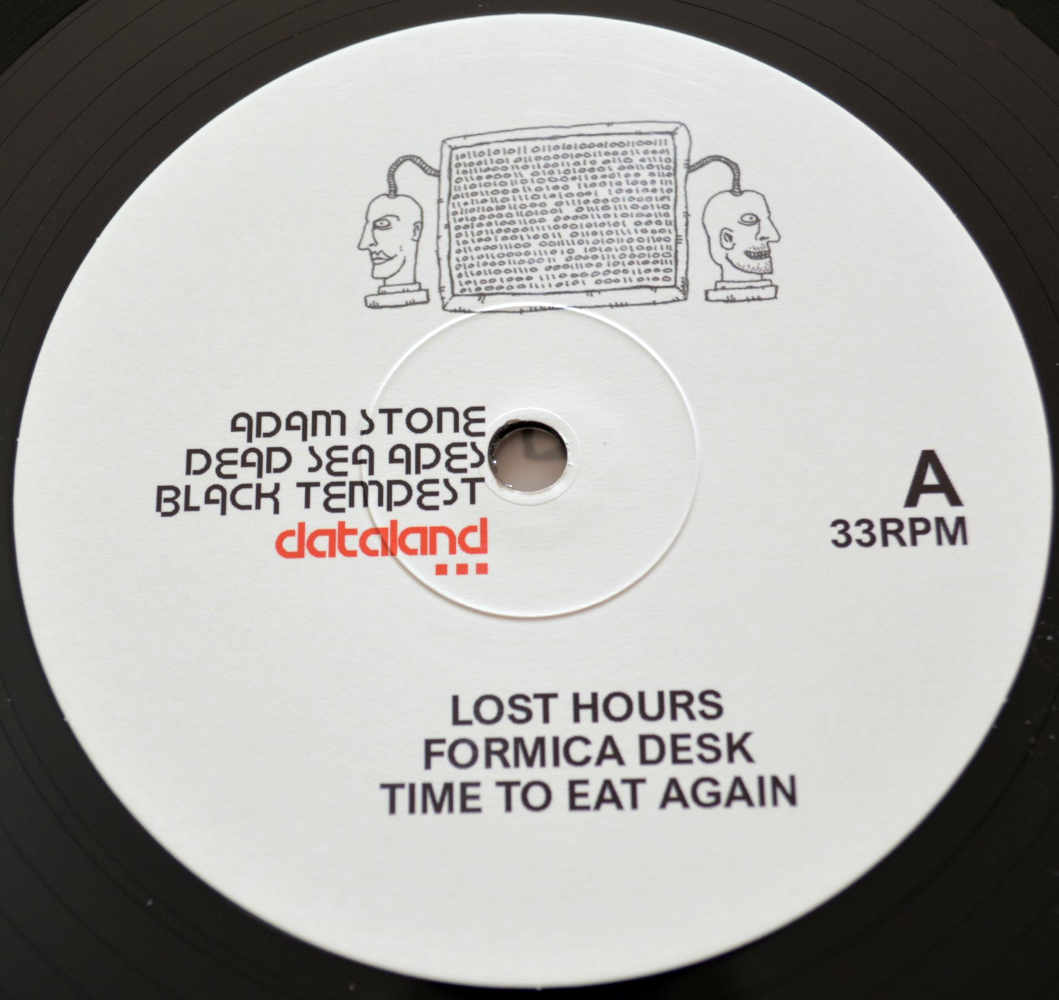 ADAM STONE
DEAD SEA APES
BLACK TEMPEST
dataland
...
A
33RPM
LOST HOURS
FORMICA DESK
TIME TO EAT AGAIN